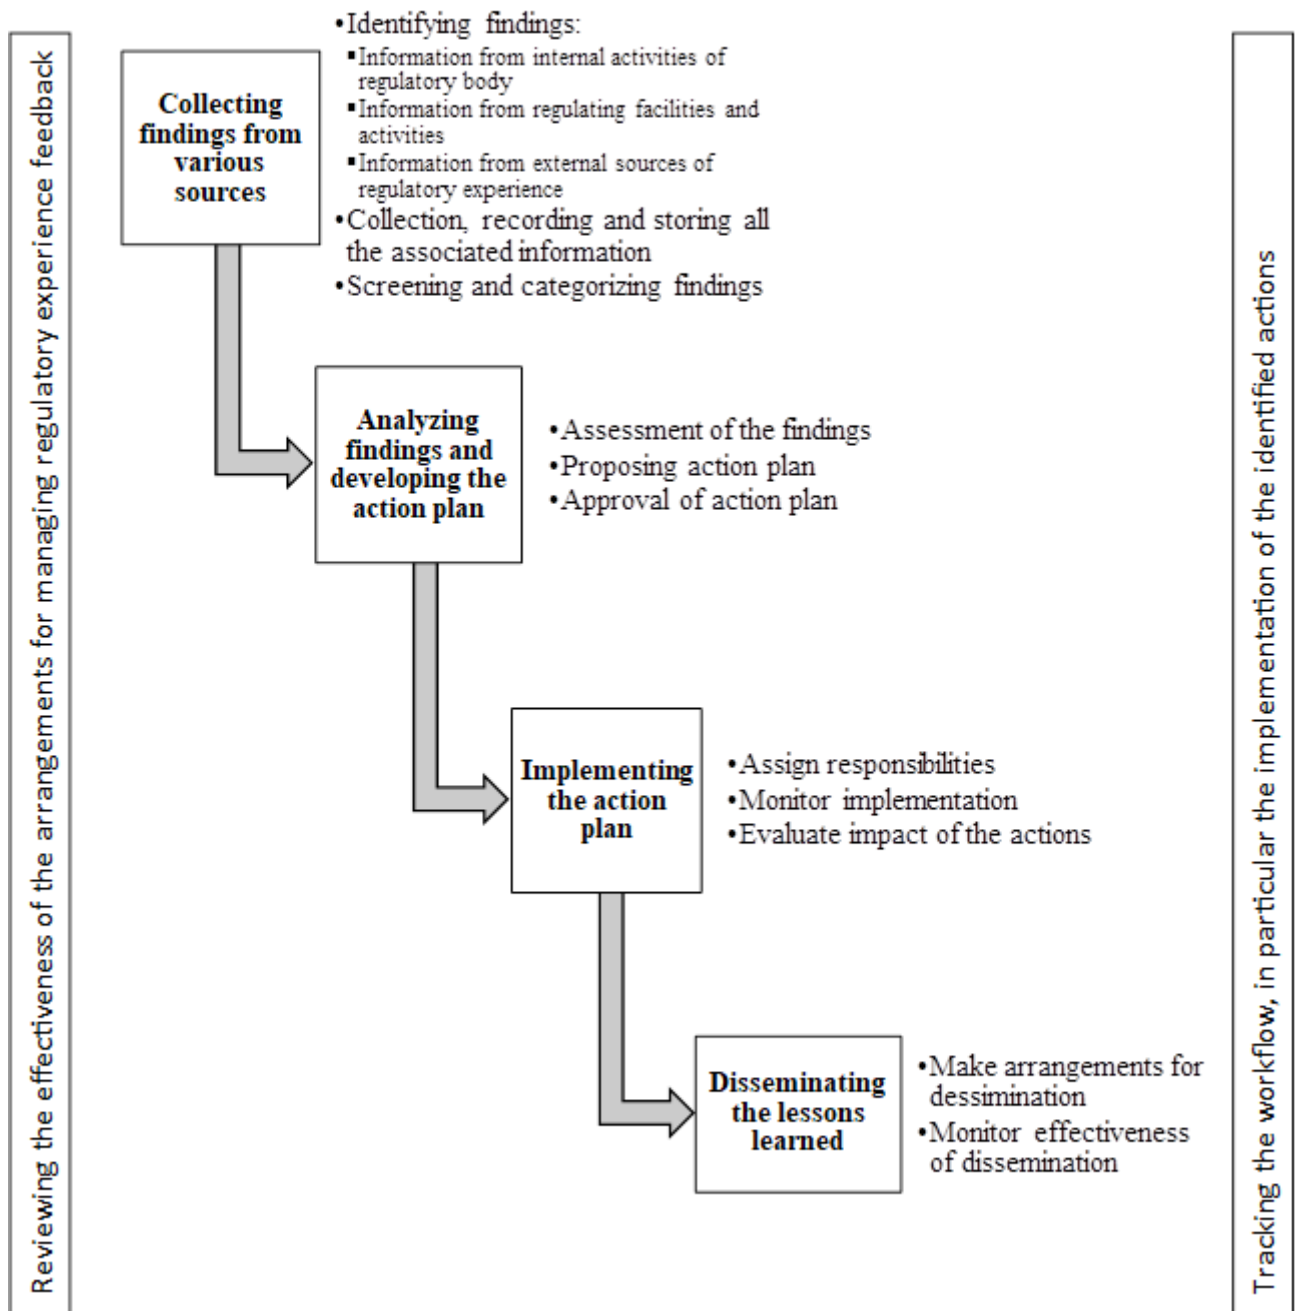 Reviewing the effectiveness of the arrangements for managing regulatory experience feedback
Collecting
findings from
various
sources
•Identifying findings:
▪Information from internal activities of
regulatory body
▪Information from regulating facilities and
activities
▪Information from external sources of
regulatory experience
•Collection, recording and storing all
the associated information
•Screening and categorizing findings
Analyzing
findings and
developing the
action plan
•Assessment of the findings
•Proposing action plan
•Approval of action plan
Implementing
the action
plan
•Assign responsibilities
•Monitor implementation
•Evaluate impact of the actions
Disseminating
the lessons
learned
•Make arrangements for
dessimination
•Monitor effectiveness
of dissemination
Tracking the workflow, in particular the implementation of the identified actions